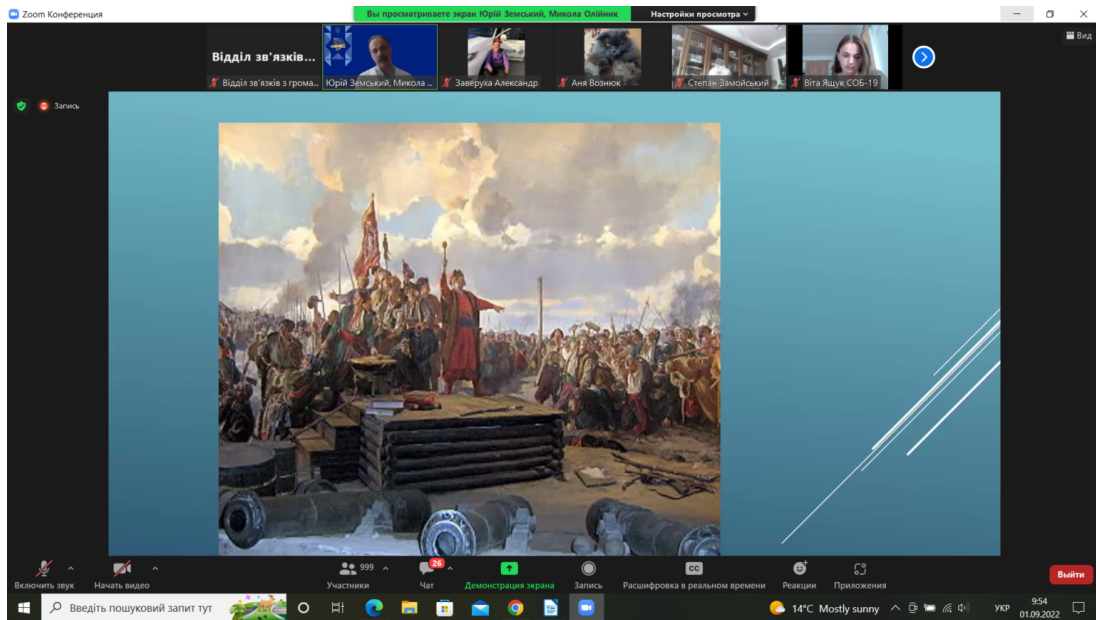 Zoom Конференция
Вы просматриваете экран Юрій Земський, Микола Олійник
Настройки просмотра
Вид
Відділ зв'язків...
Відділ зв'язків з грома...
Юрій Земський, Микола ...
Заверуха Александр
Аня Вознюк
Степан Замойський
Віта Ящук СОБ-19
Запись
999
26
CC
Включить звук
Начать видео
Участники
Чат
Демонстрация экрана
Запись
Расшифровка в реальном времени
Реакции
Приложения
Выйти
Введіть пошуковий запит тут
14°C Mostly sunny
УКР
9:54
01.09.2022